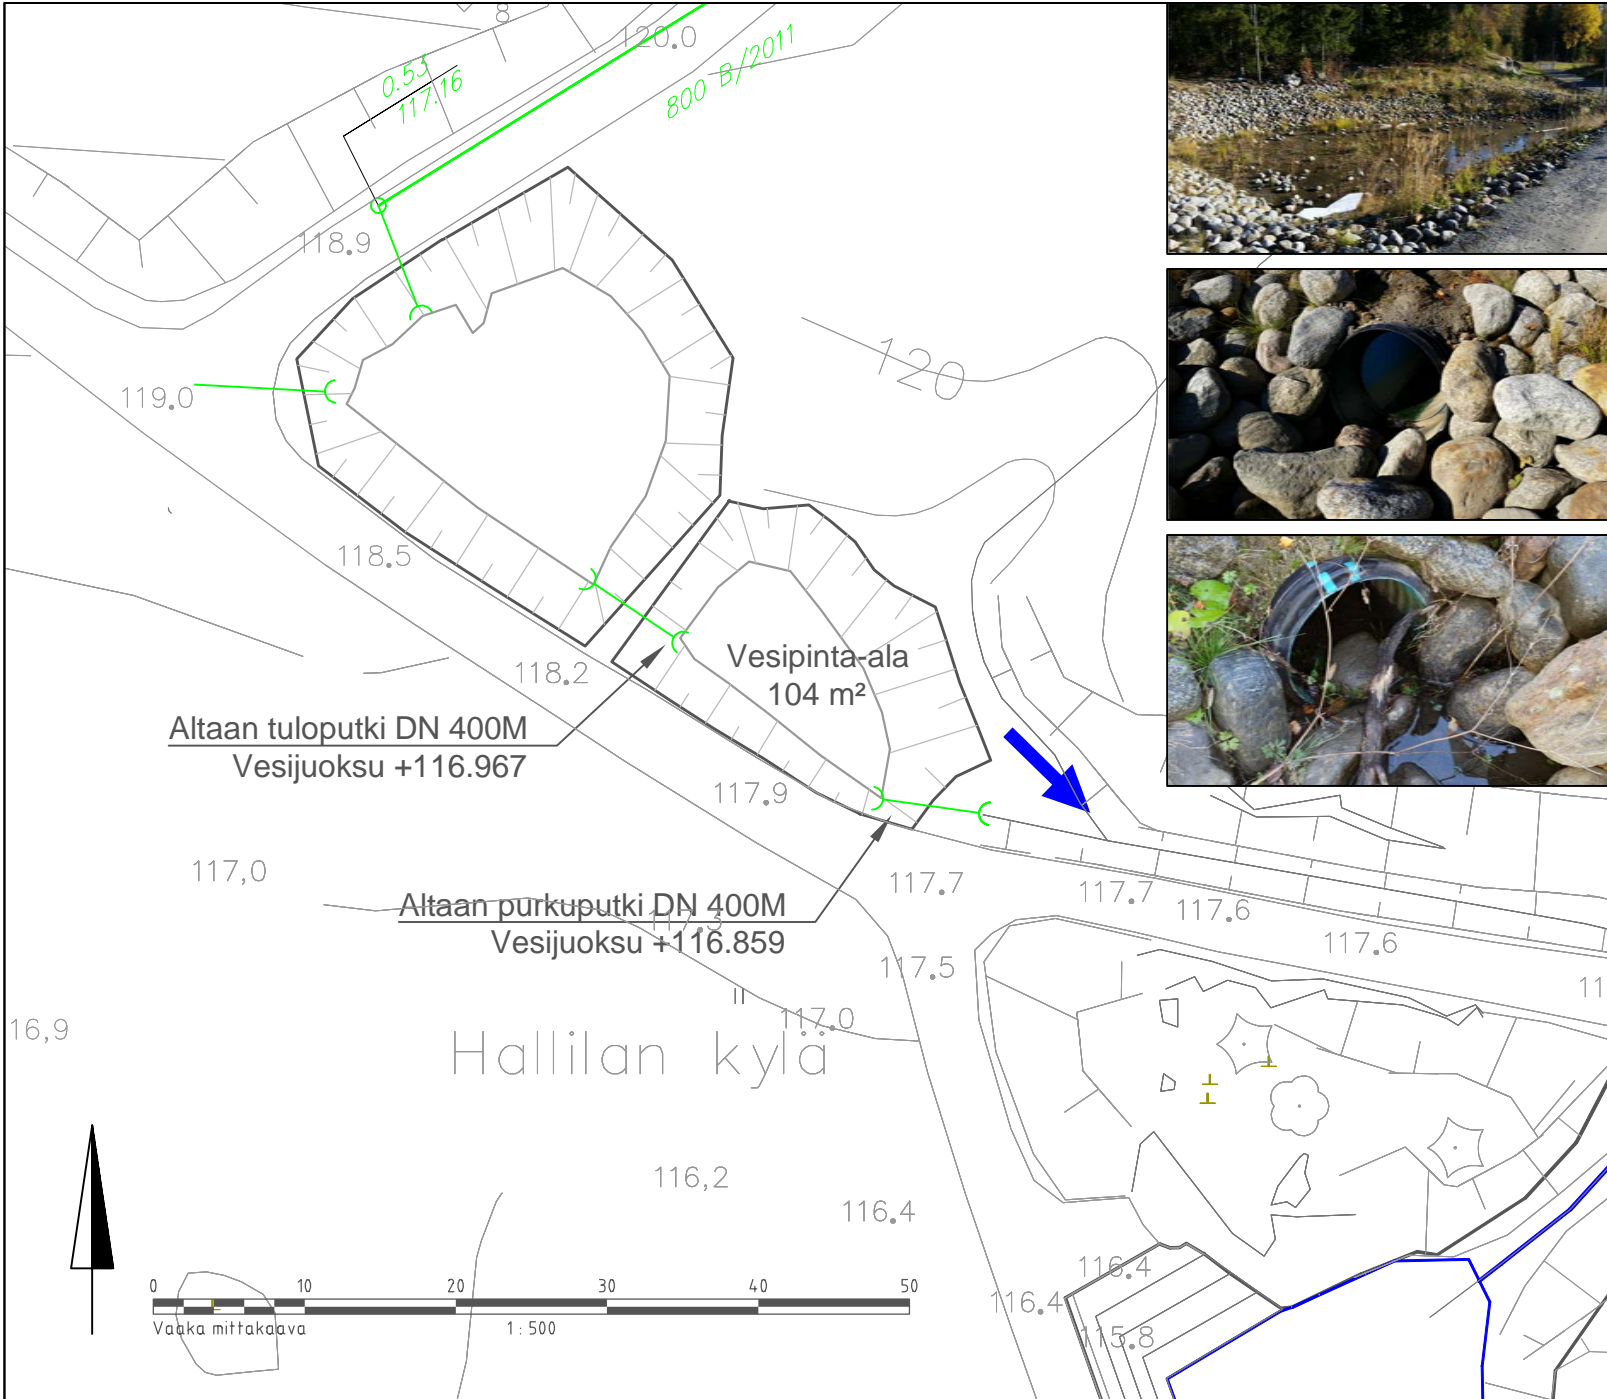 8
120.0
0.53
117.16
800 B/2011
118.9
120
119.0
118.5
Vesipinta-ala
104 m²
118.2
Altaan tuloputki DN 400M
Vesijuoksu +116.967
117.9
117,0
117.7
117.7
117.6
117.6
Altaan purkuputki DN 400M
117.3
Vesijuoksu +116.859
117.5
11
117.0
16,9
Hallilan kylä
116,2
116.4
116.4
116.4
115.8
0 10 20 30 40 50
Vaaka mittakaava 1:500